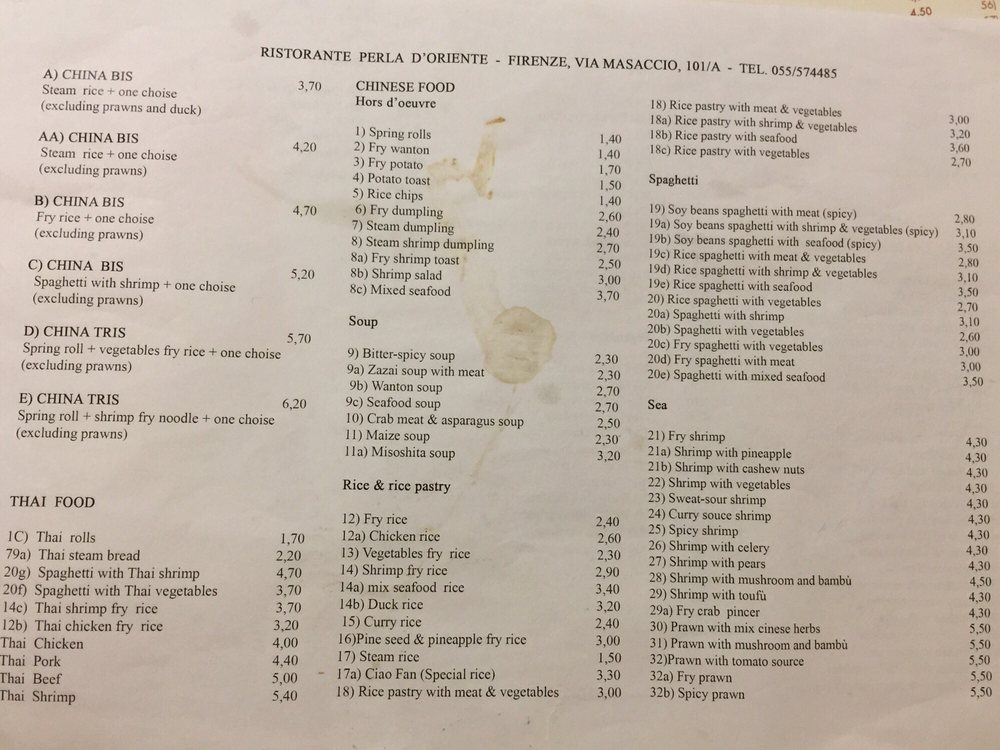 4.50
56)
RISTORANTE PERLA D'ORIENTE - FIRENZE, VIA MASACCIO, 101/A - TEL. 055/574485
A) CHINA BIS 3,70
Steam rice + one choise
(excluding prawns and duck)
AA) CHINA BIS 4,20
Steam rice + one choise
(excluding prawns)
B) CHINA BIS 4,70
Fry rice + one choise
(excluding prawns)
C) CHINA BIS 5,20
Spaghetti with shrimp + one choise
(excluding prawns)
D) CHINA TRIS 5,70
Spring roll + vegetables fry rice + one choise
(excluding prawns)
E) CHINA TRIS 6,20
Spring roll + shrimp fry noodle + one choise
(excluding prawns)
THAI FOOD
1C) Thai rolls 1,70
79a) Thai steam bread 2,20
20g) Spaghetti with Thai shrimp 4,70
20f) Spaghetti with Thai vegetables 3,70
14c) Thai shrimp fry rice 3,70
12b) Thai chicken fry rice 3,20
Thai Chicken 4,00
Thai Pork 4,40
Thai Beef 5,00
Thai Shrimp 5,40
CHINESE FOOD
Hors d'oeuvre
1) Spring rolls 1,40
2) Fry wanton 1,40
3) Fry potato 1,70
4) Potato toast 1,50
5) Rice chips 1,40
6) Fry dumpling 2,60
7) Steam dumpling 2,40
8) Steam shrimp dumpling 2,70
8a) Fry shrimp toast 2,50
8b) Shrimp salad 3,00
8c) Mixed seafood 3,70
Soup
9) Bitter-spicy soup 2,30
9a) Zazai soup with meat 2,30
9b) Wanton soup 2,70
9c) Seafood soup 2,70
10) Crab meat & asparagus soup 2,50
11) Maize soup 2,30
11a) Misoshita soup 3,20
Rice & rice pastry
12) Fry rice 2,40
12a) Chicken rice 2,60
13) Vegetables fry rice 2,30
14) Shrimp fry rice 2,90
14a) mix seafood rice 3,40
14b) Duck rice 3,20
15) Curry rice 2,40
16)Pine seed & pineapple fry rice 3,00
17) Steam rice 1,50
17a) Ciao Fan (Special rice) 3,30
18) Rice pastry with meat & vegetables 3,00
18) Rice pastry with meat & vegetables 3,00
18a) Rice pastry with shrimp & vegetables 3,20
18b) Rice pastry with seafood 3,60
18c) Rice pastry with vegetables 2,70
Spaghetti
19) Soy beans spaghetti with meat (spicy) 2,80
19a) Soy beans spaghetti with shrimp & vegetables (spicy) 3,10
19b) Soy beans spaghetti with seafood (spicy) 3,50
19c) Rice spaghetti with meat & vegetables 2,80
19d) Rice spaghetti with shrimp & vegetables 3,10
19e) Rice spaghetti with seafood 3,50
20) Rice spaghetti with vegetables 2,70
20a) Spaghetti with shrimp 3,10
20b) Spaghetti with vegetables 2,60
20c) Fry spaghetti with vegetables 3,00
20d) Fry spaghetti with meat 3,00
20e) Spaghetti with mixed seafood 3,50
Sea
21) Fry shrimp 4,30
21a) Shrimp with pineapple 4,30
21b) Shrimp with cashew nuts 4,30
22) Shrimp with vegetables 4,30
23) Sweat-sour shrimp 4,30
24) Curry souce shrimp 4,30
25) Spicy shrimp 4,30
26) Shrimp with celery 4,30
27) Shrimp with pears 4,30
28) Shrimp with mushroom and bambù 4,50
29) Shrimp with toufù 4,30
29a) Fry crab pincer 4,30
30) Prawn with mix cinese herbs 5,50
31) Prawn with mushroom and bambù 5,50
32)Prawn with tomato source 5,50
32a) Fry prawn 5,50
32b) Spicy prawn 5,50